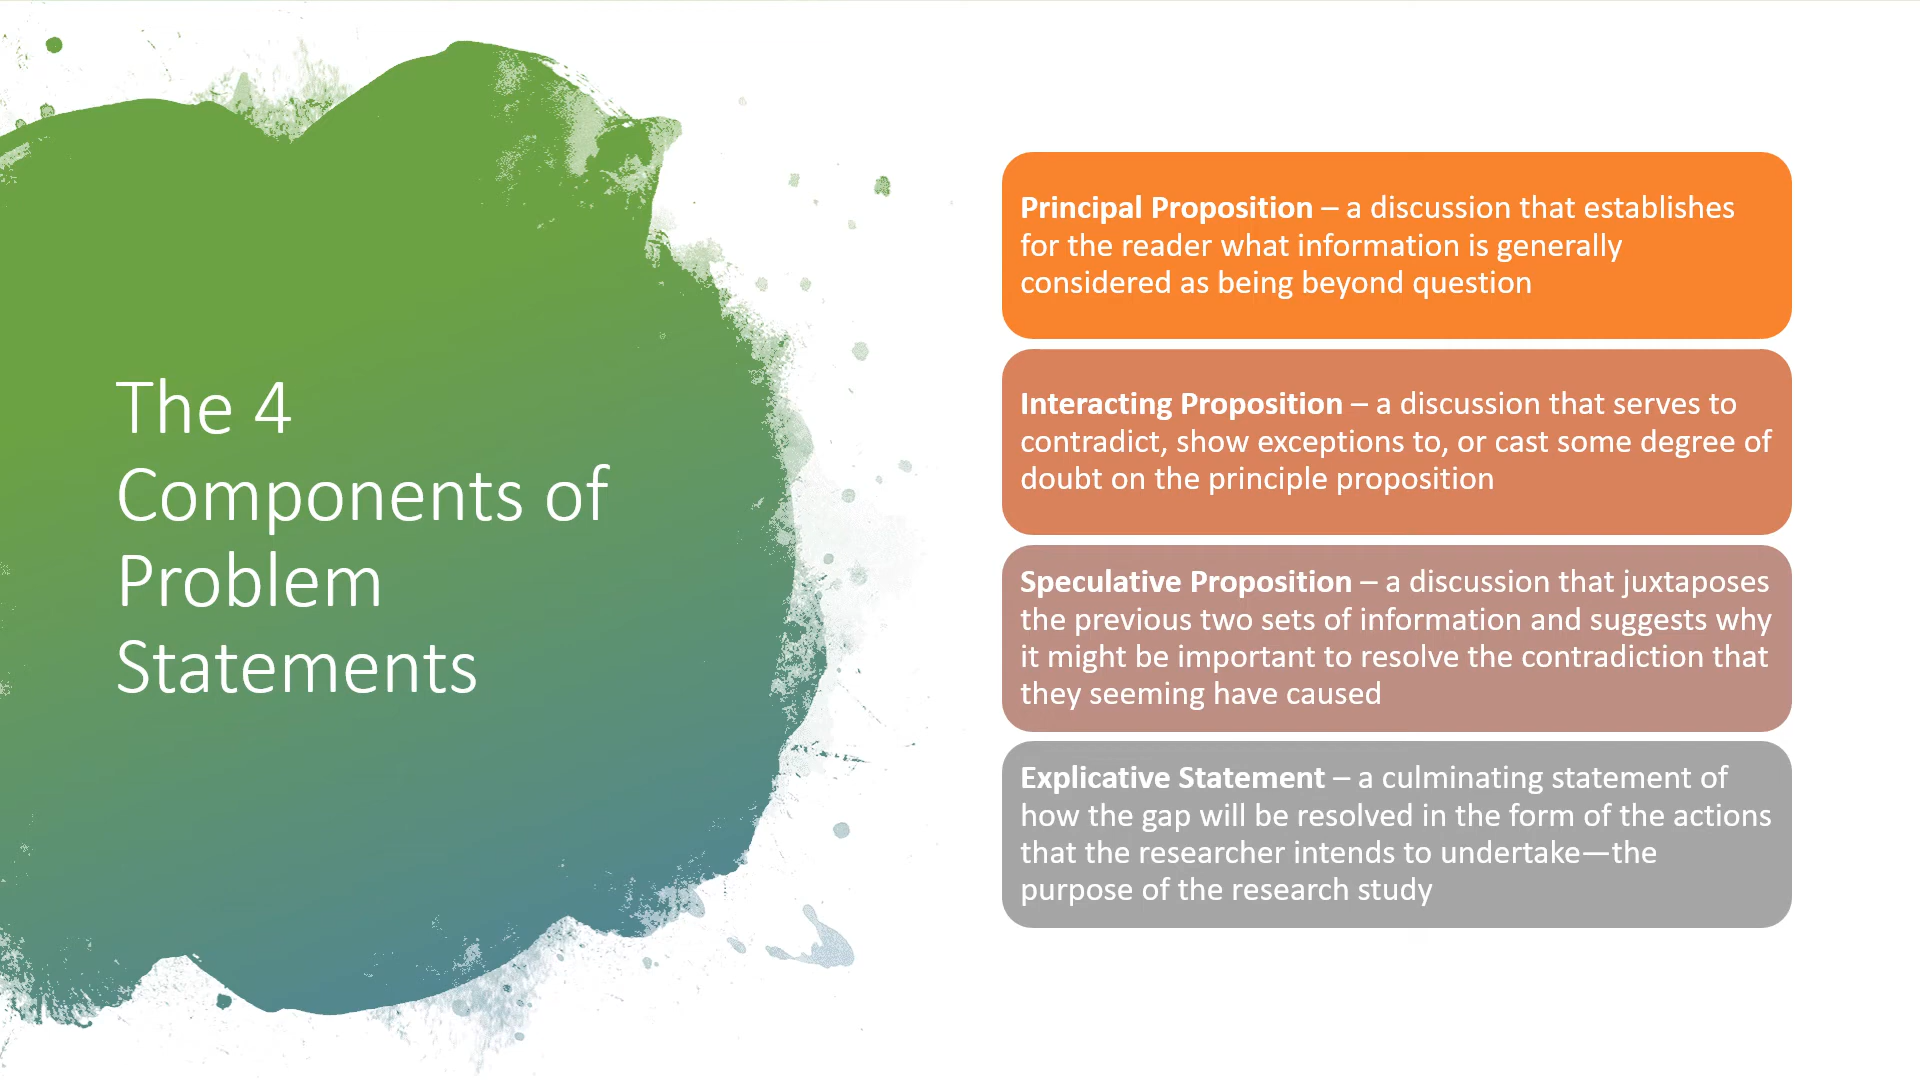 The 4
Components of
Problem
Statements
Principal Proposition – a discussion that establishes
for the reader what information is generally
considered as being beyond question
Interacting Proposition – a discussion that serves to
contradict, show exceptions to, or cast some degree of
doubt on the principle proposition
Speculative Proposition – a discussion that juxtaposes
the previous two sets of information and suggests why
it might be important to resolve the contradiction that
they seeming have caused
Explicative Statement – a culminating statement of
how the gap will be resolved in the form of the actions
that the researcher intends to undertake—the
purpose of the research study